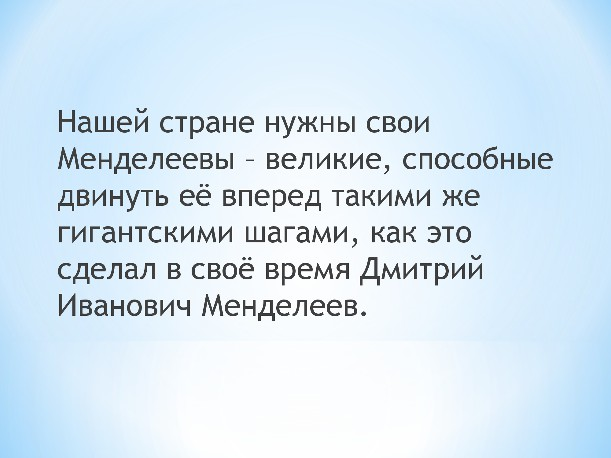 Нашей стране нужны свои
Менделеевы – великие, способные
двинуть её вперед такими же
гигантскими шагами, как это
сделал в своё время Дмитрий
Иванович Менделеев.